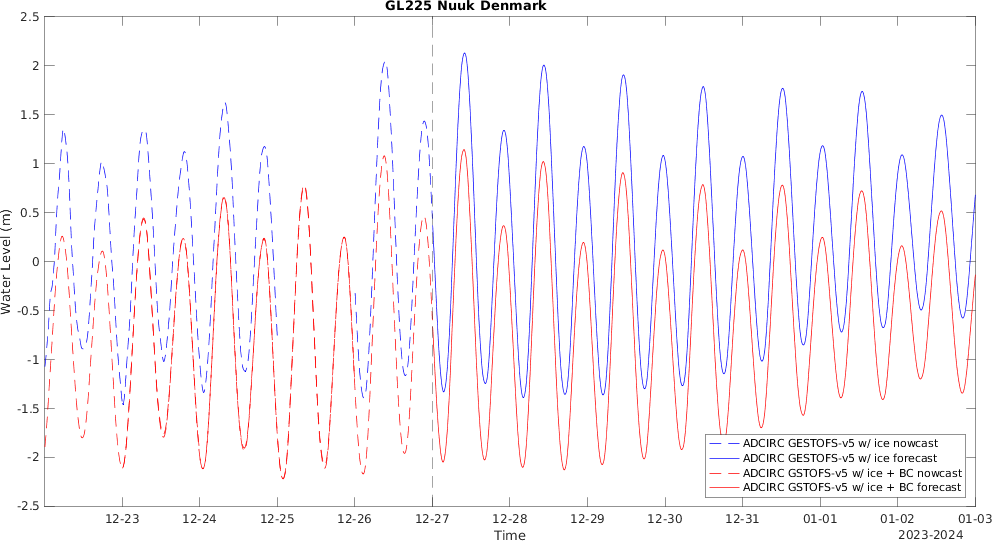 GL225 Nuuk Denmark
2.5
2
1.5
1
0.5
0
-0.5
-1
-1.5
-2
-2.5
Water Level (m)
ADCIRC GESTOFS-v5 w/ ice nowcast
ADCIRC GESTOFS-v5 w/ ice forecast
ADCIRC GSTOFS-v5 w/ ice + BC nowcast
ADCIRC GSTOFS-v5 w/ ice + BC forecast
12-23 12-24 12-25 12-26 12-27 12-28 12-29 12-30 12-31 01-01 01-02 01-03
Time
2023-2024